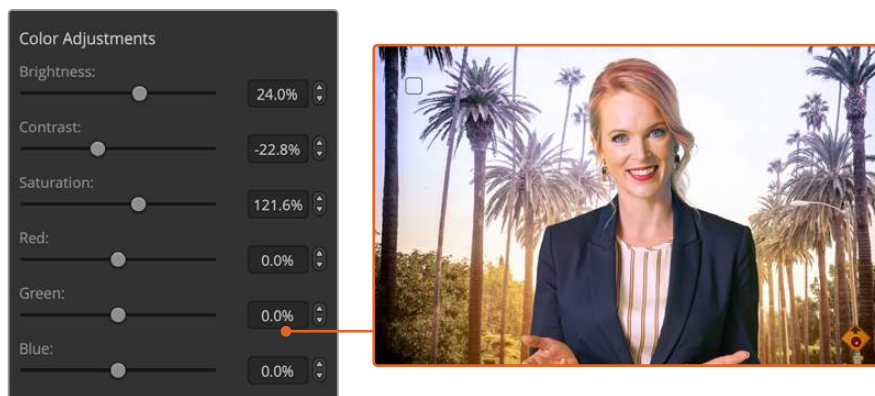 Color Adjustments
Brightness:
24.0%
Contrast:
-22.8%
Saturation:
121.6%
Red:
0.0%
Green:
0.0%
Blue:
0.0%